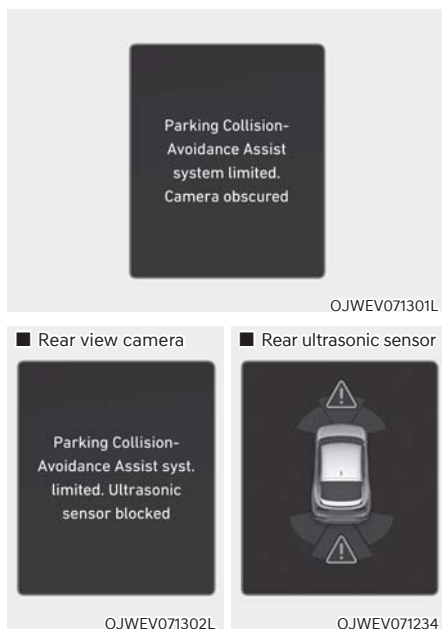 Parking Collision-
Avoidance Assist
system limited.
Camera obscured
OJWEV071301L
■ Rear view camera
Parking Collision-
Avoidance Assist syst.
limited. Ultrasonic
sensor blocked
OJWEV071302L
■ Rear ultrasonic sensor
OJWEV071234